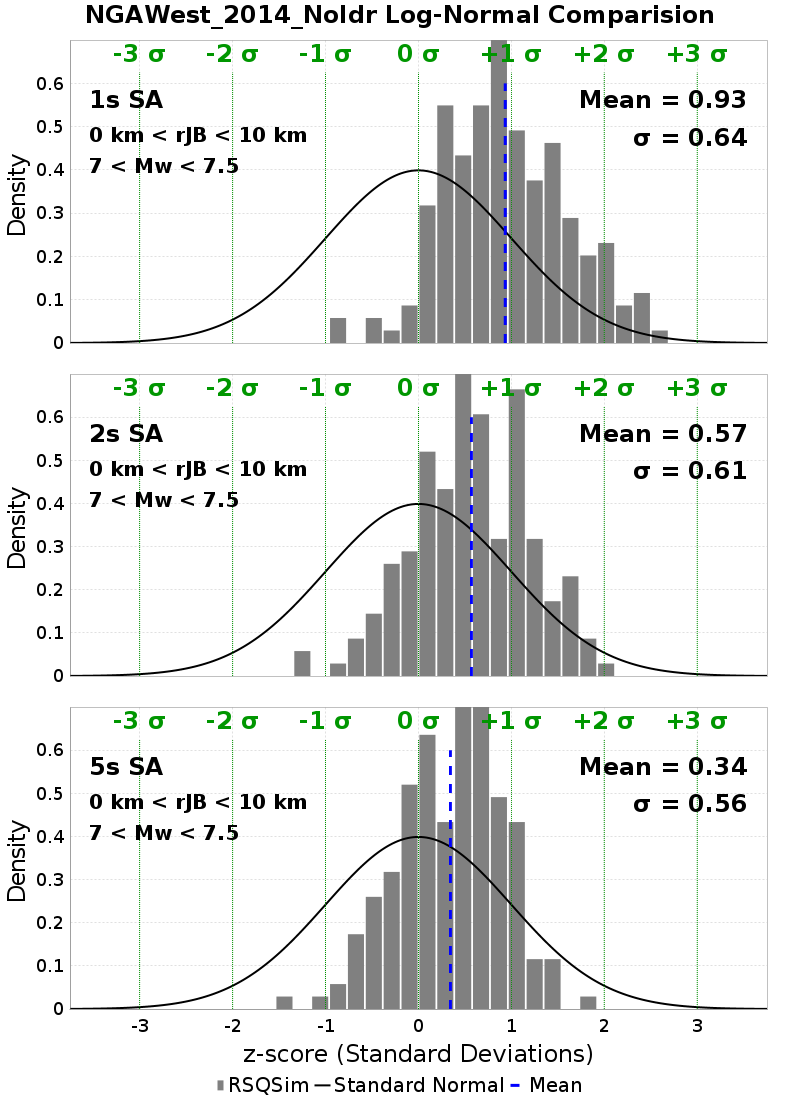 NGAWest_2014_NoIdr Log-Normal Comparision
-3 σ -2 σ -1 σ 0 σ +1 σ +2 σ +3 σ
1s SA
0 km < rJB < 10 km
7 < Mw < 7.5
Mean = 0.93
σ = 0.64
Density
0.6
0.5
0.4
0.3
0.2
0.1
0
-3 σ -2 σ -1 σ 0 σ +1 σ +2 σ +3 σ
2s SA
0 km < rJB < 10 km
7 < Mw < 7.5
Mean = 0.57
σ = 0.61
Density
0.6
0.5
0.4
0.3
0.2
0.1
0
-3 σ -2 σ -1 σ 0 σ +1 σ +2 σ +3 σ
5s SA
0 km < rJB < 10 km
7 < Mw < 7.5
Mean = 0.34
σ = 0.56
Density
0.6
0.5
0.4
0.3
0.2
0.1
0
-3 -2 -1 0 1 2 3
z-score (Standard Deviations)
RSQSim Standard Normal Mean